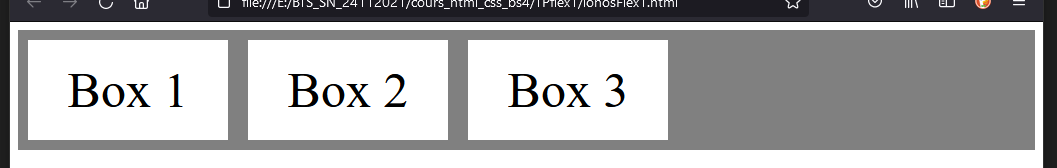 file:///E:/BTS_SN_24112021/cours_html_css_bs4/TPflex1/IonosFlex1.html
Box 1 Box 2 Box 3